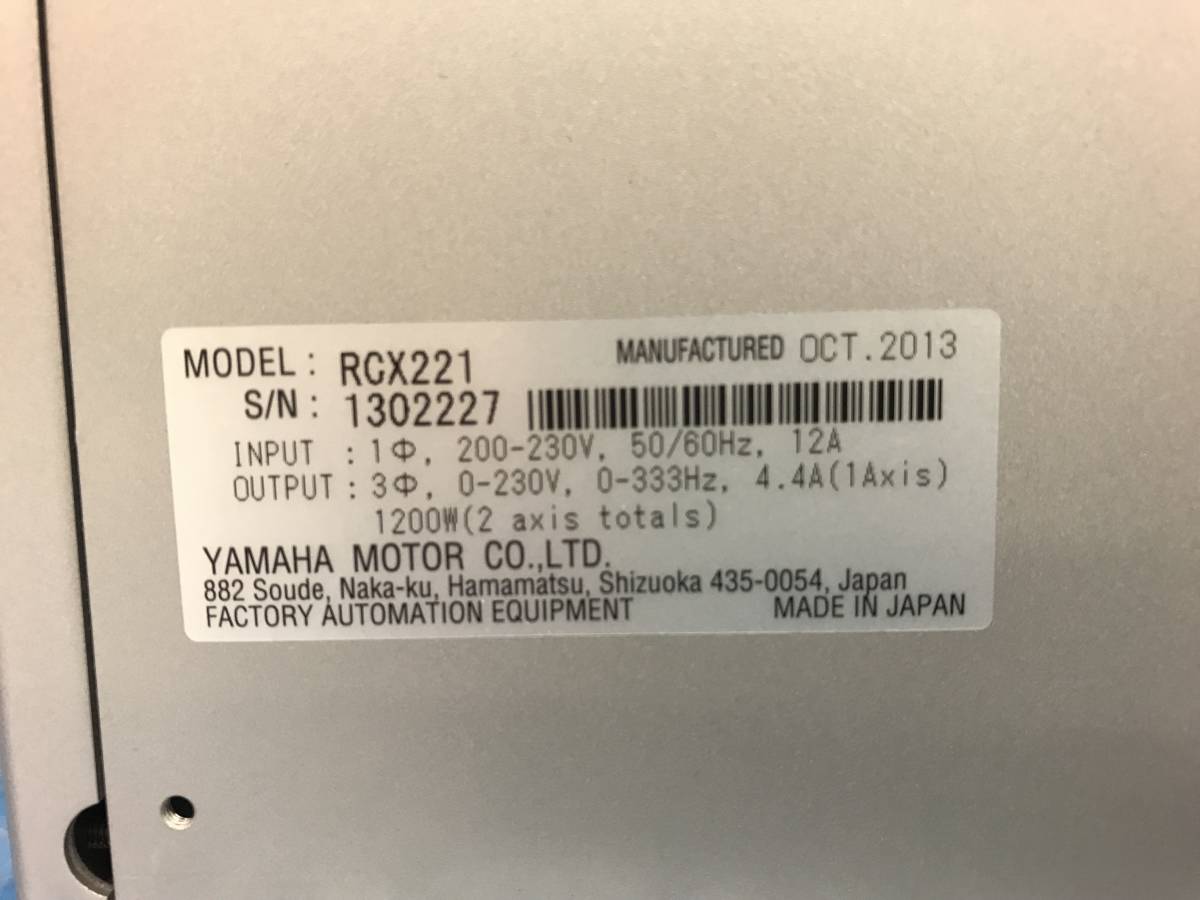 MODEL : RCX221 MANUFACTURED OCT.2013
S/N : 1302227
INPUT : 1Φ, 200-230V, 50/60Hz, 12A
OUTPUT : 3Φ, 0-230V, 0-333Hz, 4.4A(1Axis)
1200W(2 axis totals)
YAMAHA MOTOR CO.,LTD.
882 Soude, Naka-ku, Hamamatsu, Shizuoka 435-0054, Japan
FACTORY AUTOMATION EQUIPMENT MADE IN JAPAN